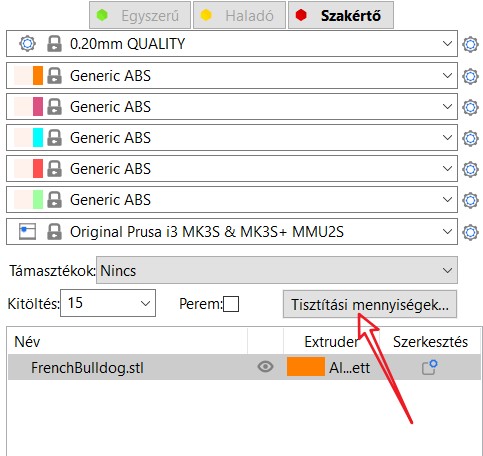 Egyszerű Haladó Szakértő
0.20mm QUALITY
Generic ABS
Generic ABS
Generic ABS
Generic ABS
Generic ABS
Original Prusa i3 MK3S & MK3S+ MMU2S
Támasztékok: Nincs
Kitöltés: 15 Perem: Tisztítási mennyiségek...
Név Extruder Szerkesztés
FrenchBulldog.stl Al...ett